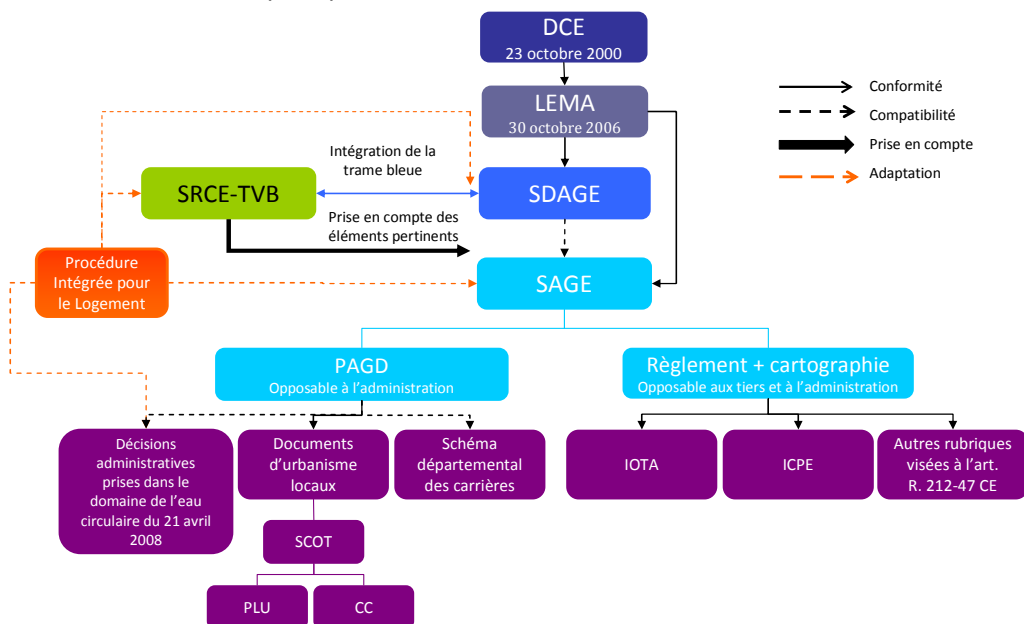 DCE
23 octobre 2000
LEMA
30 octobre 2006
Conformité
Compatibilité
Prise en compte
Adaptation
Intégration de la
trame bleue
SRCE-TVB
SDAGE
Prise en compte des
éléments pertinents
Procédure
Intégrée pour
le Logement
SAGE
PAGD
Opposable à l’administration
Règlement + cartographie
Opposable aux tiers et à l’administration
Décisions
administratives
prises dans le
domaine de l’eau
circulaire du 21 avril
2008
Documents
d’urbanisme
locaux
Schéma
départemental
des carrières
IOTA
ICPE
Autres rubriques
visées à l’art.
R. 212-47 CE
SCOT
PLU
CC